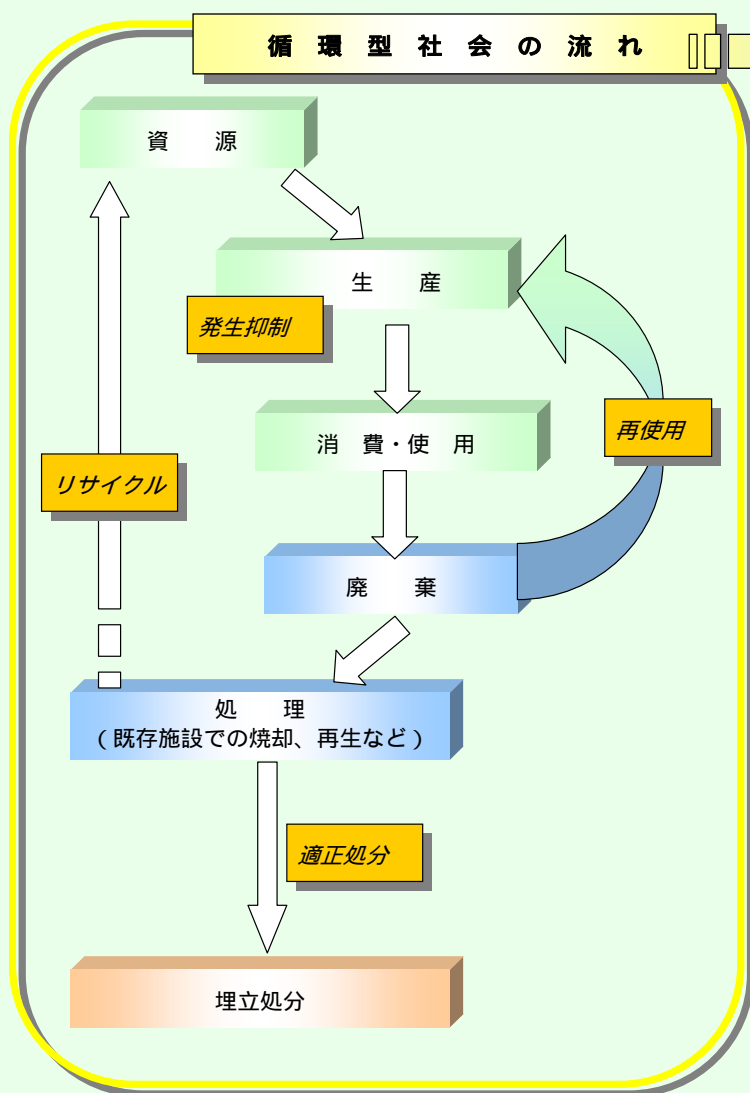 循環型社会の流れ
資源
生産
発生抑制
消費・使用
再使用
リサイクル
廃棄
処理
(既存施設での焼却、再生など)
適正処分
埋立処分